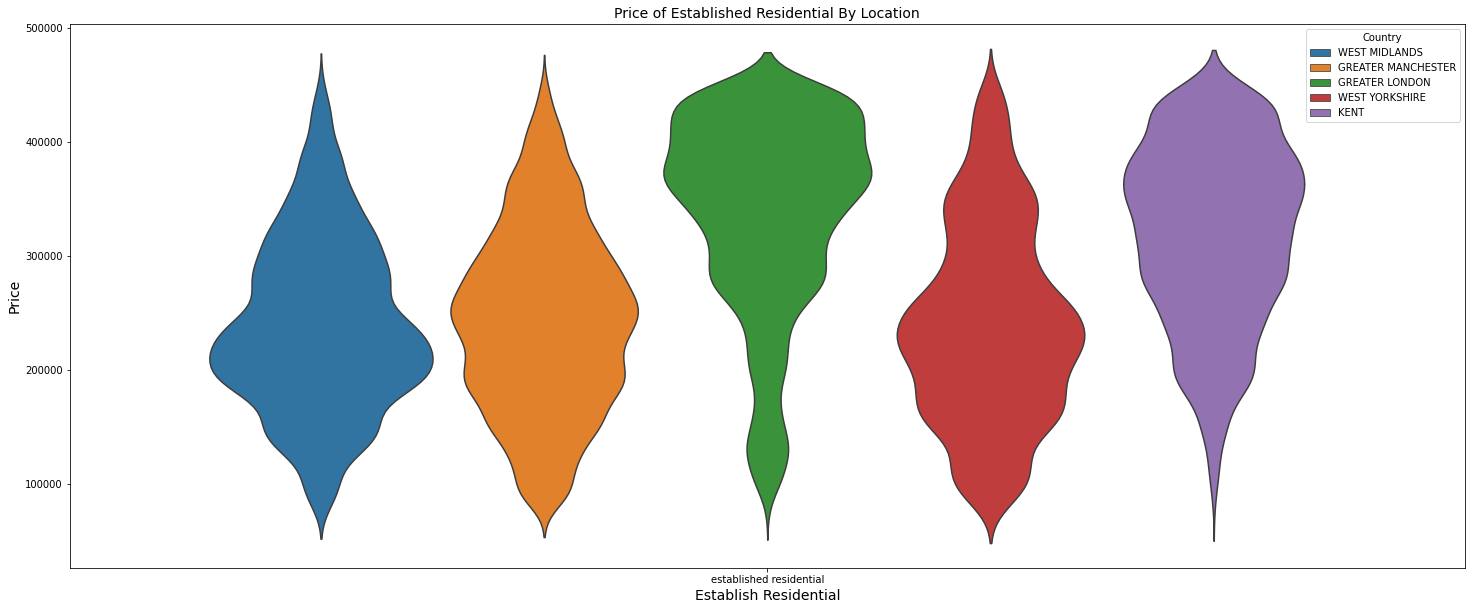 Price of Established Residential By Location
500000
400000
300000
200000
100000
Price
Country
WEST MIDLANDS
GREATER MANCHESTER
GREATER LONDON
WEST YORKSHIRE
KENT
established residential
Establish Residential